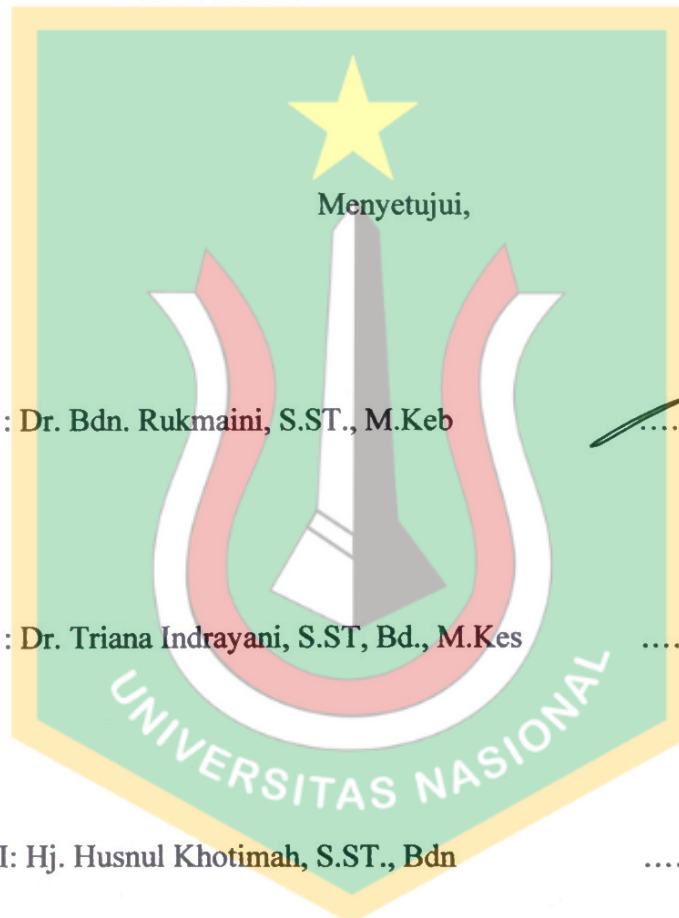 Menyetujui,
: Dr. Bdn. Rukmaini, S.ST., M.Keb ....
: Dr. Triana Indrayani, S.ST, Bd., M.Kes ....
UNIVERSITAS NASIONAL
I: Hj. Husnul Khotimah, S.ST., Bdn ....